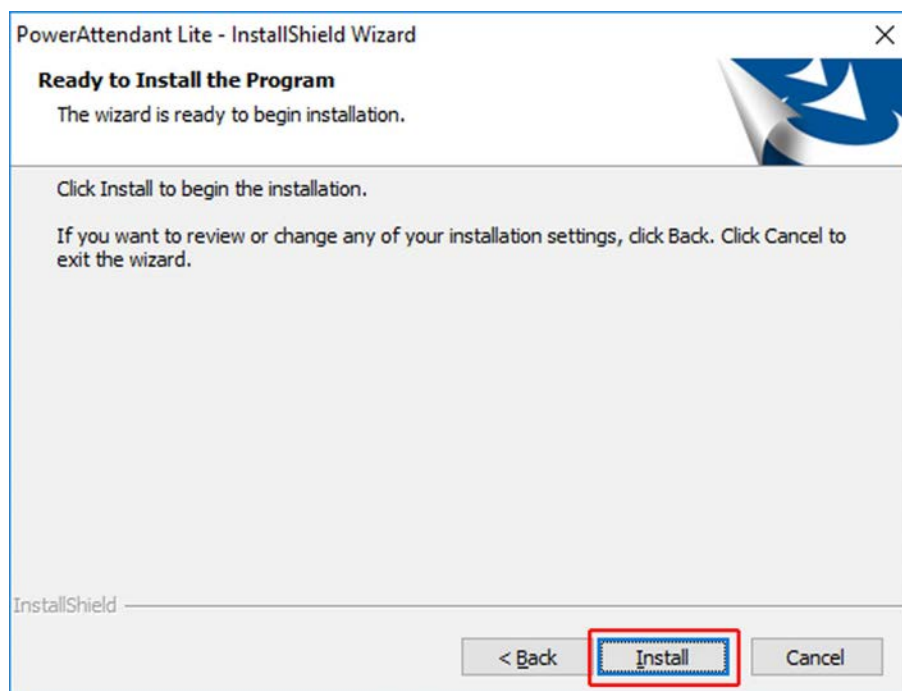 PowerAttendant Lite - InstallShield Wizard
Ready to Install the Program
The wizard is ready to begin installation.
Click Install to begin the installation.
If you want to review or change any of your installation settings, click Back. Click Cancel to
exit the wizard.
InstallShield
< Back Install Cancel